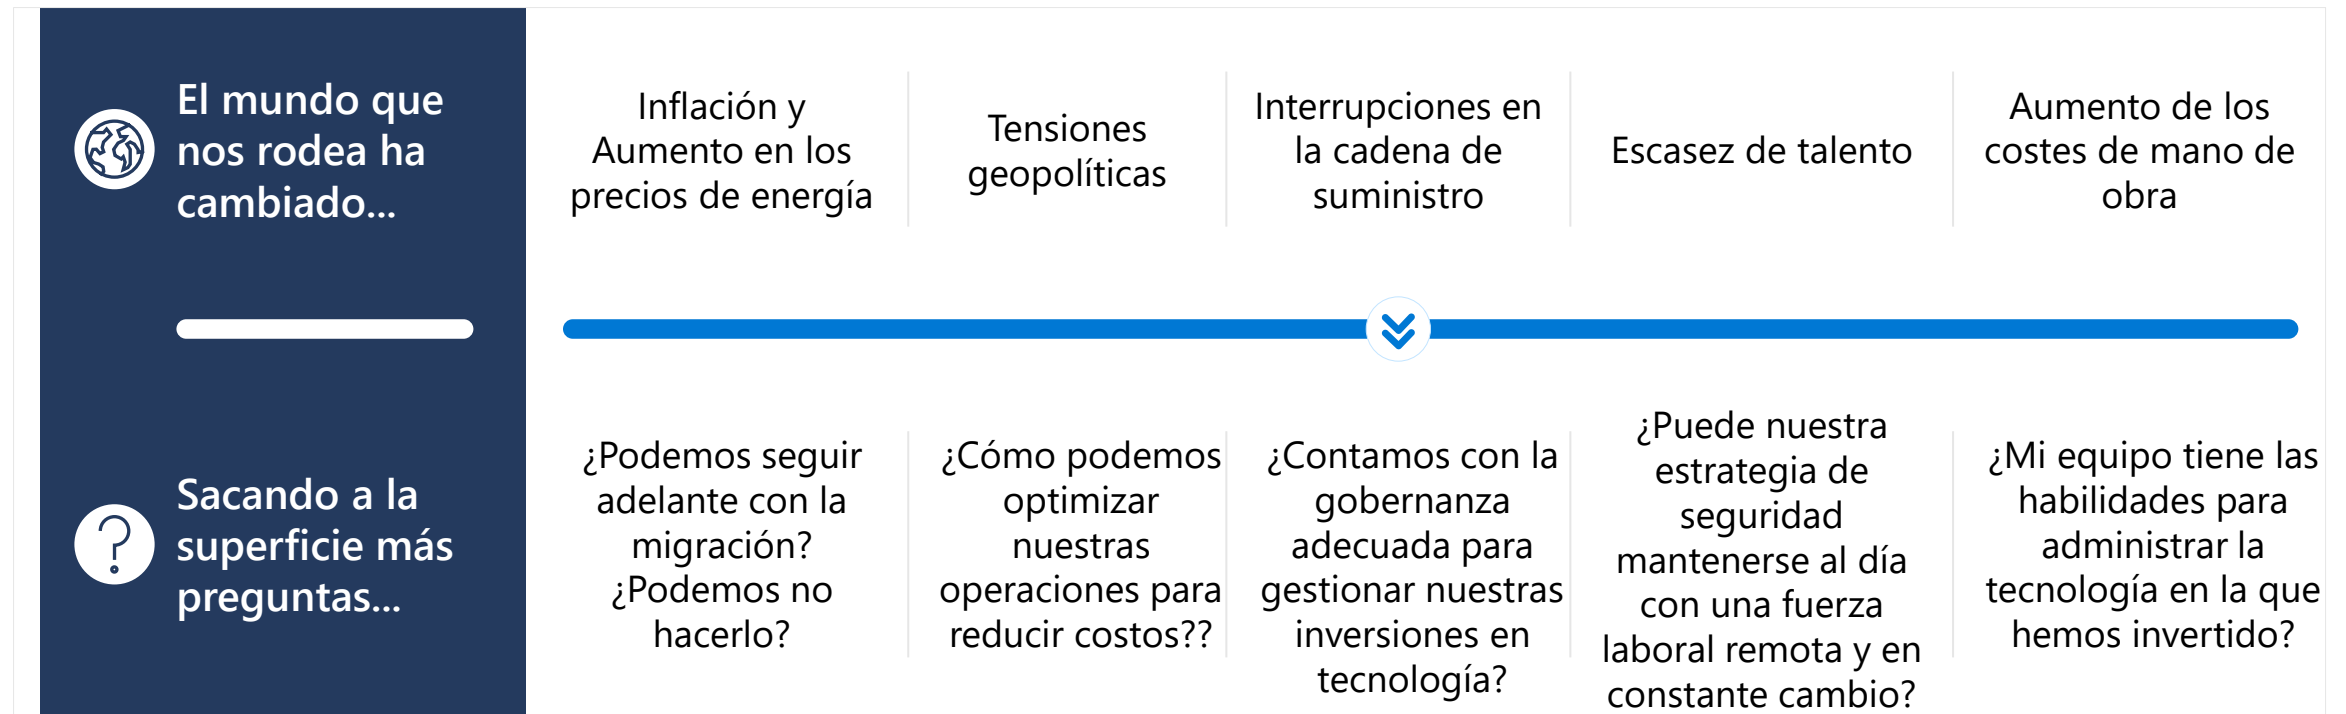 El mundo que
nos rodea ha
cambiado...
Inflación y
Aumento en los
precios de energía
Tensiones
geopolíticas
Interrupciones en
la cadena de
suministro
Escasez de talento
Aumento de los
costes de mano de
obra
Sacando a la
superficie más
preguntas...
¿Podemos seguir
adelante con la
migración?
¿Podemos no
hacerlo?
¿Cómo podemos
optimizar
nuestras
operaciones para
reducir costos??
¿Contamos con la
gobernanza
adecuada para
gestionar nuestras
inversiones en
tecnología?
¿Puede nuestra
estrategia de
seguridad
mantenerse al día
con una fuerza
laboral remota y en
constante cambio?
¿Mi equipo tiene las
habilidades para
administrar la
tecnología en la que
hemos invertido?